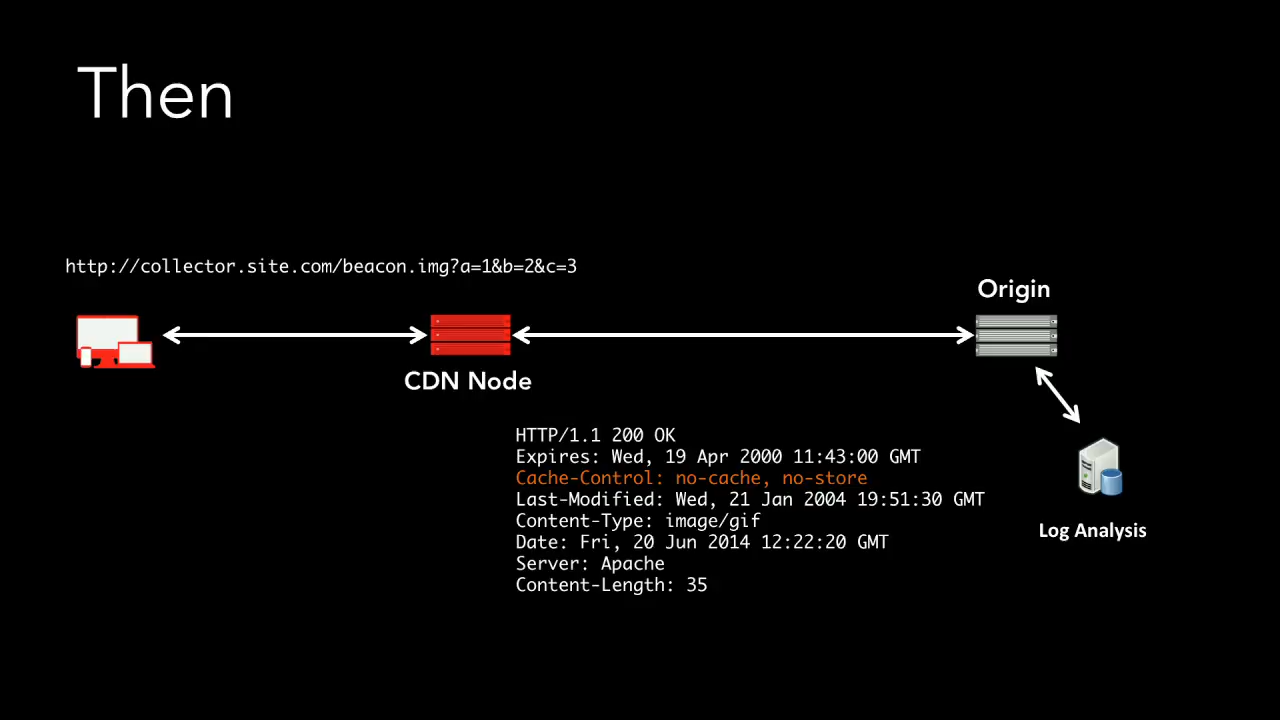 Then
http://collector.site.com/beacon.img?a=1&b=2&c=3
Origin
CDN Node
HTTP/1.1 200 OK
Expires: Wed, 19 Apr 2000 11:43:00 GMT
Cache-Control: no-cache, no-store
Last-Modified: Wed, 21 Jan 2004 19:51:30 GMT
Content-Type: image/gif
Date: Fri, 20 Jun 2014 12:22:20 GMT
Server: Apache
Content-Length: 35
Log Analysis